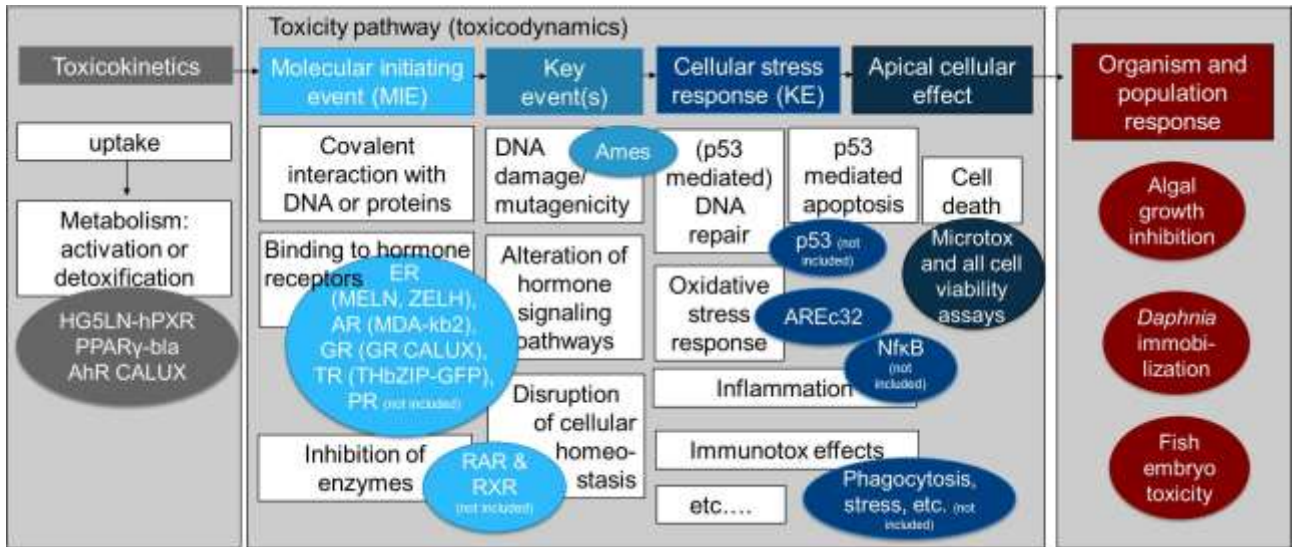 Toxicity pathway (toxicodynamics)
Toxicokinetics
Molecular initiating
event (MIE)
Key
event(s)
Cellular stress
response (KE)
Apical cellular
effect
Organism and
population
response
uptake
Metabolism:
activation or
detoxification
HG5LN-hPXR
PPARγ-bla
AhR CALUX
Covalent
interaction with
DNA or proteins
Binding to hormone
receptors
ER
(MELN, ZELH),
AR (MDA-kb2),
GR (GR CALUX),
TR (THbZIP-GFP),
PR (not included)
Inhibition of
enzymes
RAR &
RXR
(not included)
DNA
damage/
mutagenicity
Ames
Alteration of
hormone
signaling
pathways
Disruption
of cellular
homeo-
stasis
(p53
mediated)
DNA
repair
p53
mediated
apoptosis
Cell
death
p53 (not
included)
Microtox
and all cell
viability
assays
Oxidative
stress
response
AREc32
NfκB
(not
included)
Inflammation
Immunotox effects
Phagocytosis,
stress, etc. (not
included)
etc....
Algal
growth
inhibition
Daphnia
immobi-
lization
Fish
embryo
toxicity